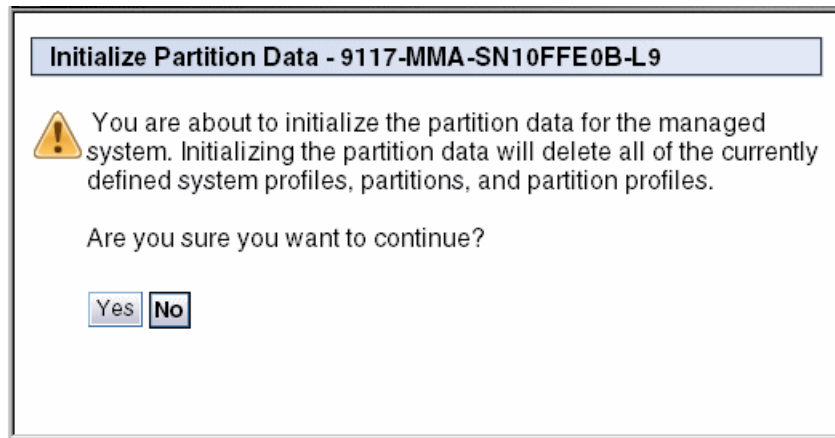 Initialize Partition Data - 9117-MMA-SN10FFE0B-L9
You are about to initialize the partition data for the managed
system. Initializing the partition data will delete all of the currently
defined system profiles, partitions, and partition profiles.
Are you sure you want to continue?
Yes No